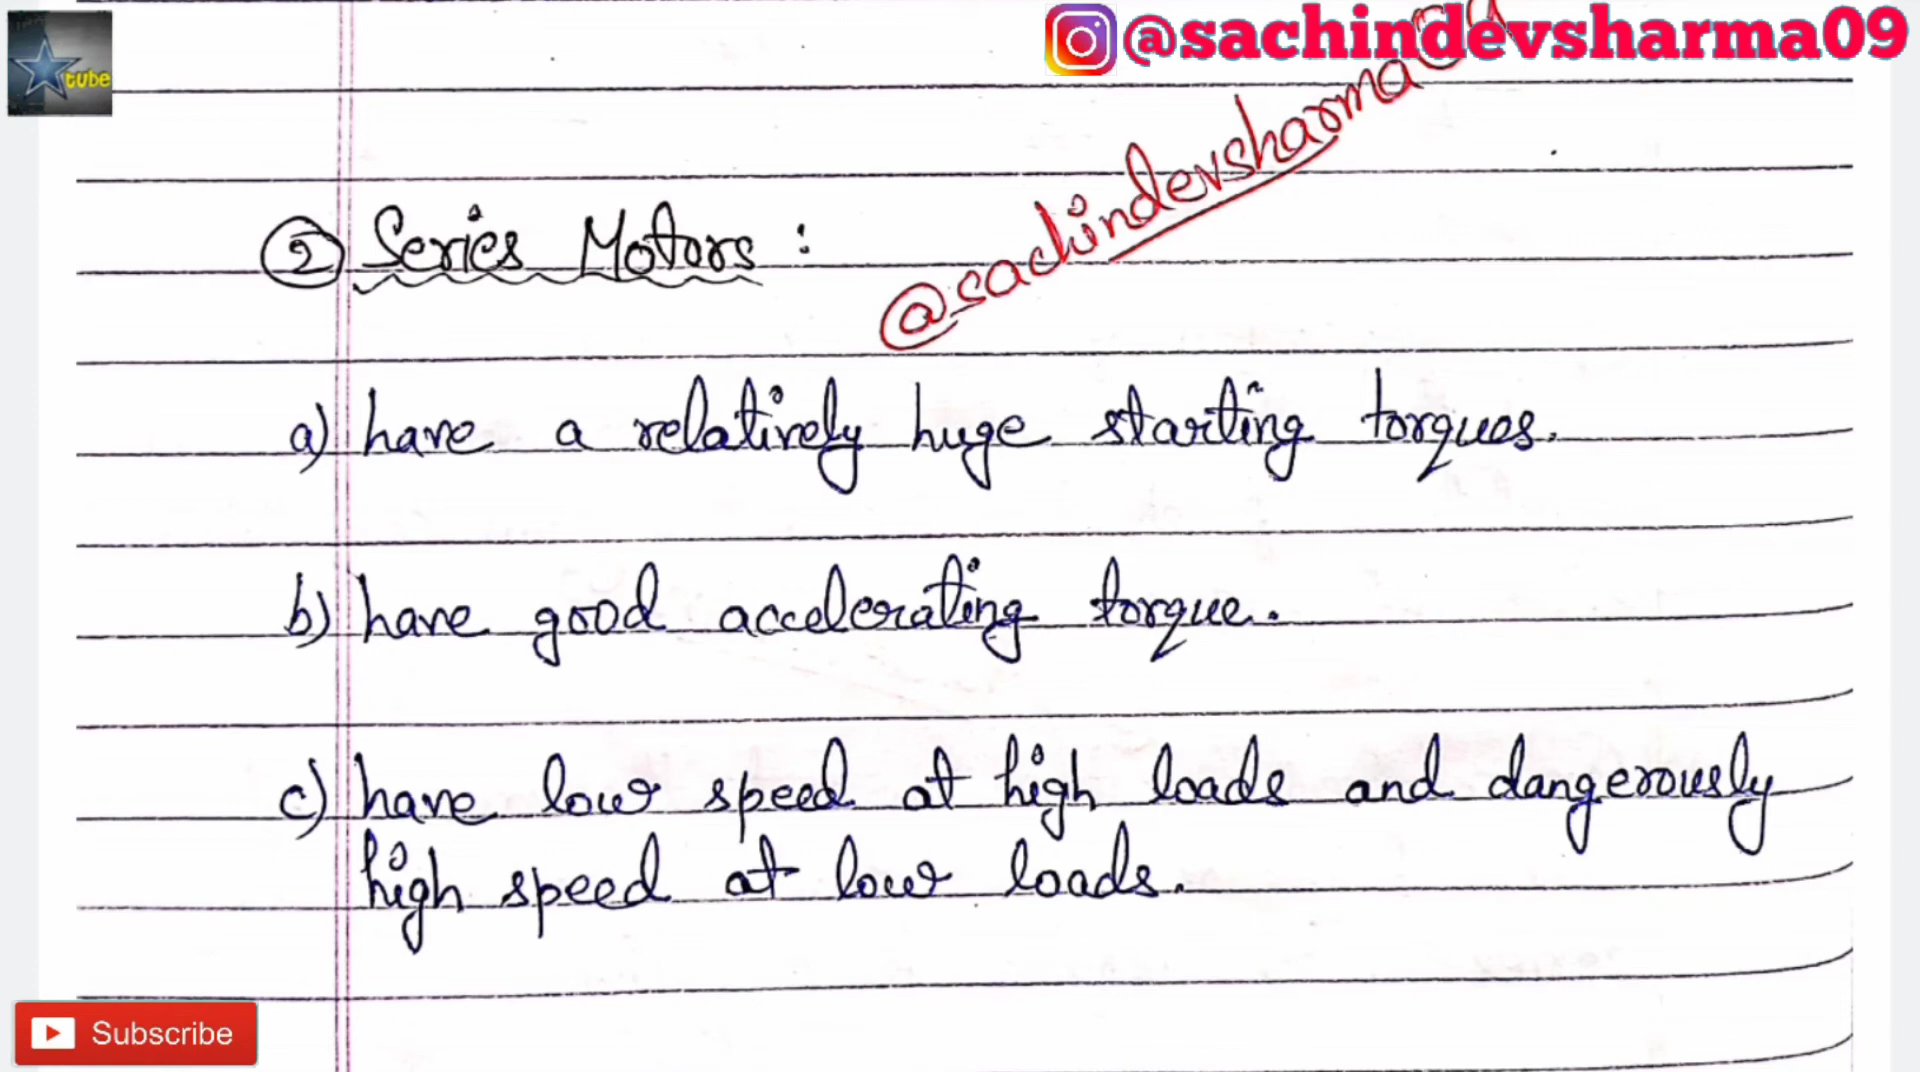 tube
@sachindevsharma09
@sachindevsharma09
② Series Motors :
a) have a relatively huge starting torques.
b) have good accelerating torque.
c) have low speed at high loads and dangerously
high speed at low loads.
Subscribe